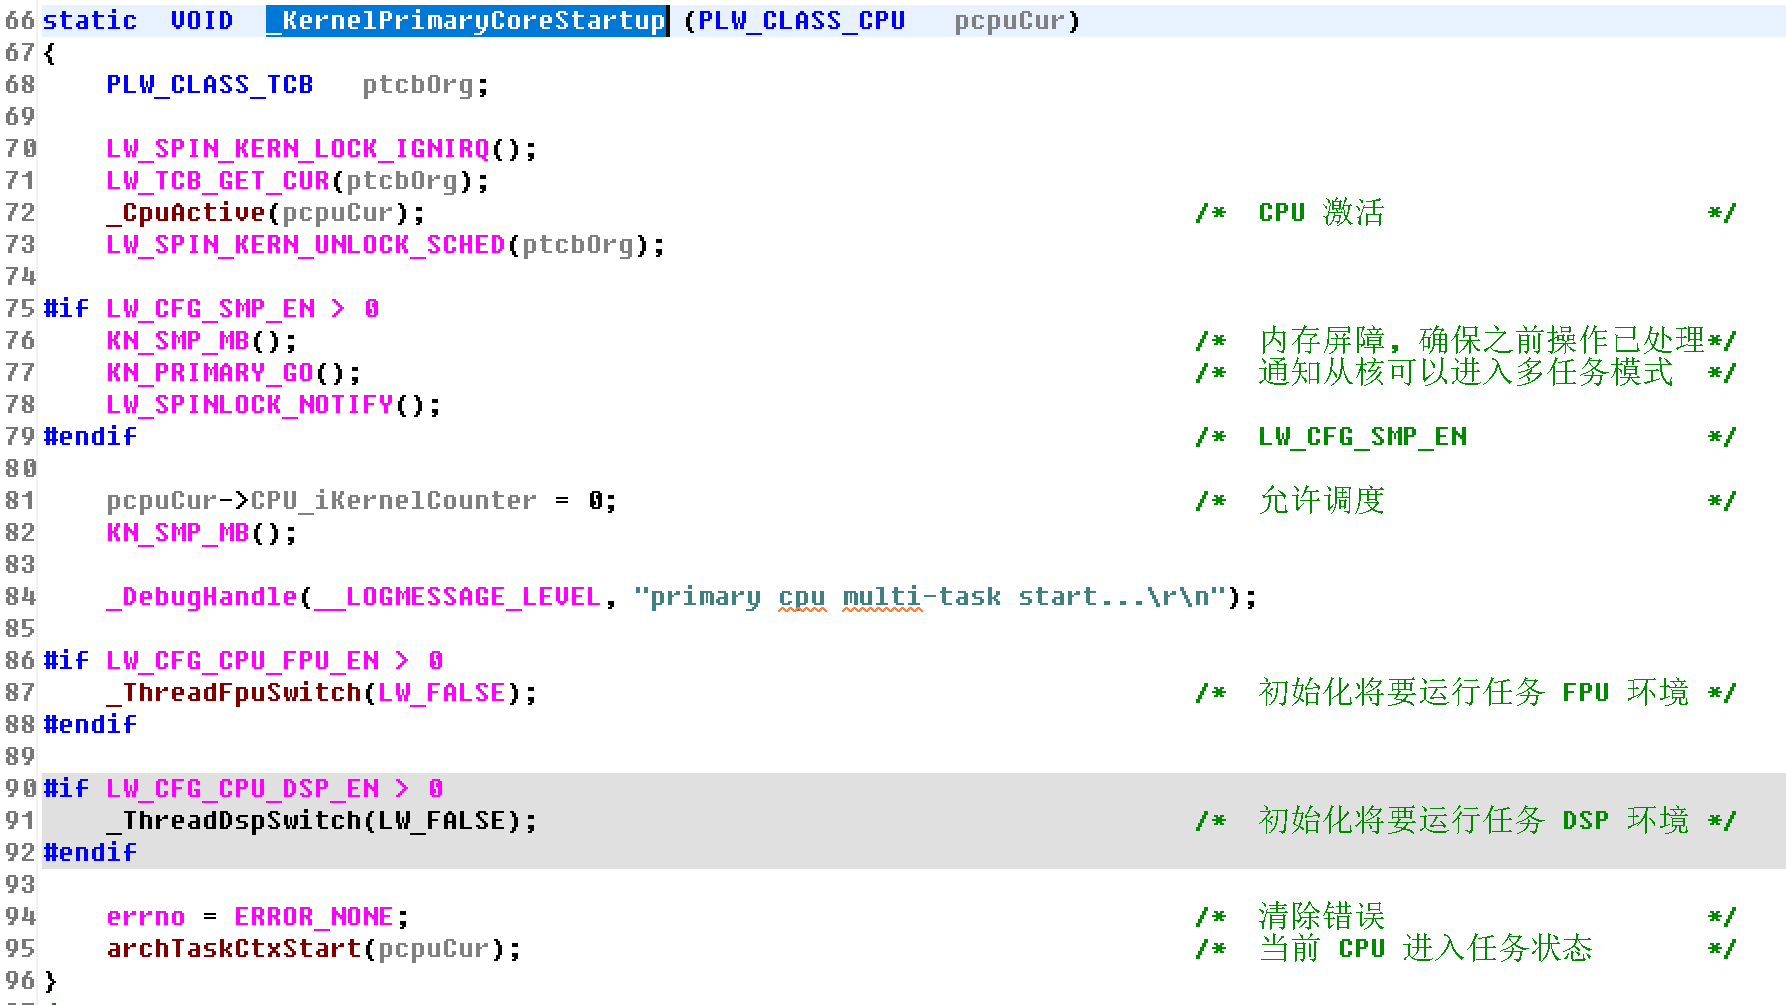 66 static  VOID  _KernelPrimaryCoreStartup (PLW_CLASS_CPU   pcpuCur)
67 {
68     PLW_CLASS_TCB   ptcbOrg;
69
70     LW_SPIN_KERN_LOCK_IGNIRQ();
71     LW_TCB_GET_CUR(ptcbOrg);
72     _CpuActive(pcpuCur);                                                /*  CPU 激活                    */
73     LW_SPIN_KERN_UNLOCK_SCHED(ptcbOrg);
74
75 #if LW_CFG_SMP_EN > 0
76     KN_SMP_MB();                                                        /*  内存屏障，确保之前操作已处理*/
77     KN_PRIMARY_GO();                                                    /*  通知从核可以进入多任务模式  */
78     LW_SPINLOCK_NOTIFY();
79 #endif                                                                  /*  LW_CFG_SMP_EN               */
80
81     pcpuCur->CPU_iKernelCounter = 0;                                    /*  允许调度                    */
82     KN_SMP_MB();
83
84     _DebugHandle(__LOGMESSAGE_LEVEL, "primary cpu multi-task start...\r\n");
85
86 #if LW_CFG_CPU_FPU_EN > 0
87     _ThreadFpuSwitch(LW_FALSE);                                         /*  初始化将要运行任务 FPU 环境 */
88 #endif
89
90 #if LW_CFG_CPU_DSP_EN > 0
91     _ThreadDspSwitch(LW_FALSE);                                         /*  初始化将要运行任务 DSP 环境 */
92 #endif
93
94     errno = ERROR_NONE;                                                 /*  清除错误                    */
95     archTaskCtxStart(pcpuCur);                                          /*  当前 CPU 进入任务状态       */
96 }